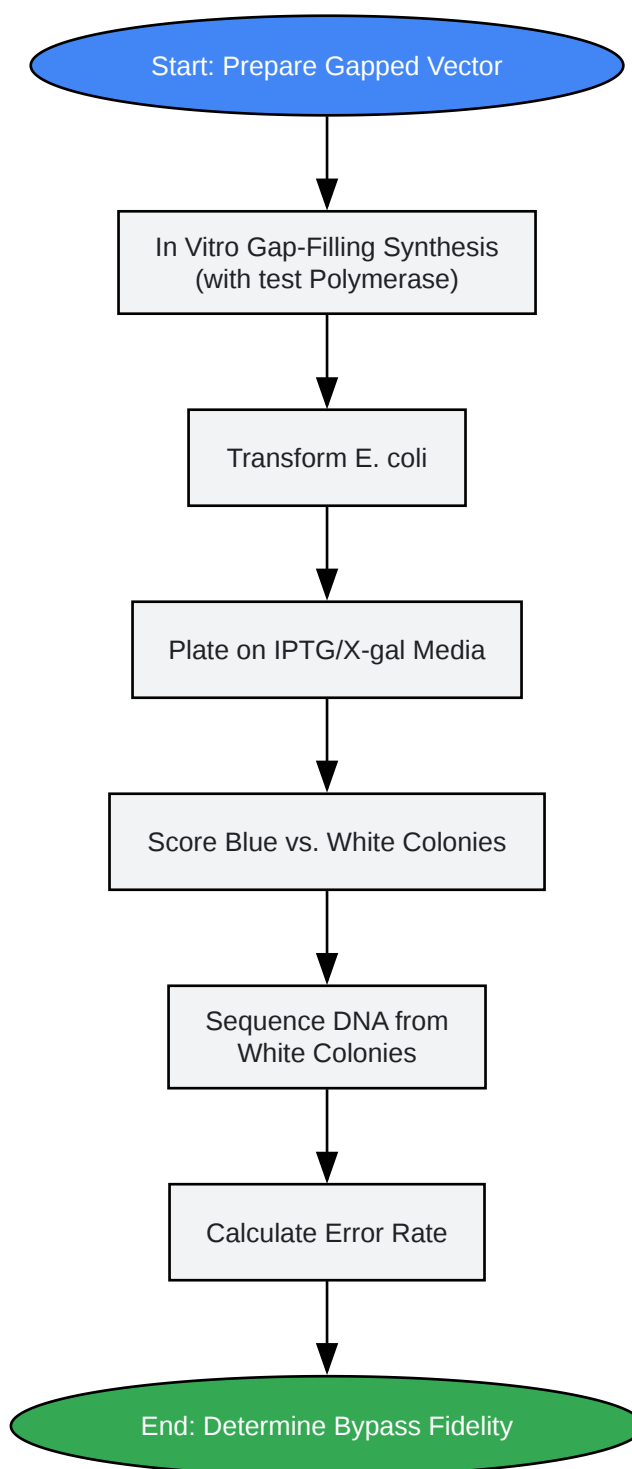 Start: Prepare Gapped Vector
In Vitro Gap-Filling Synthesis
(with test Polymerase)
Transform E. coli
Plate on IPTG/X-gal Media
Score Blue vs. White Colonies
Sequence DNA from
White Colonies
Calculate Error Rate
End: Determine Bypass Fidelity